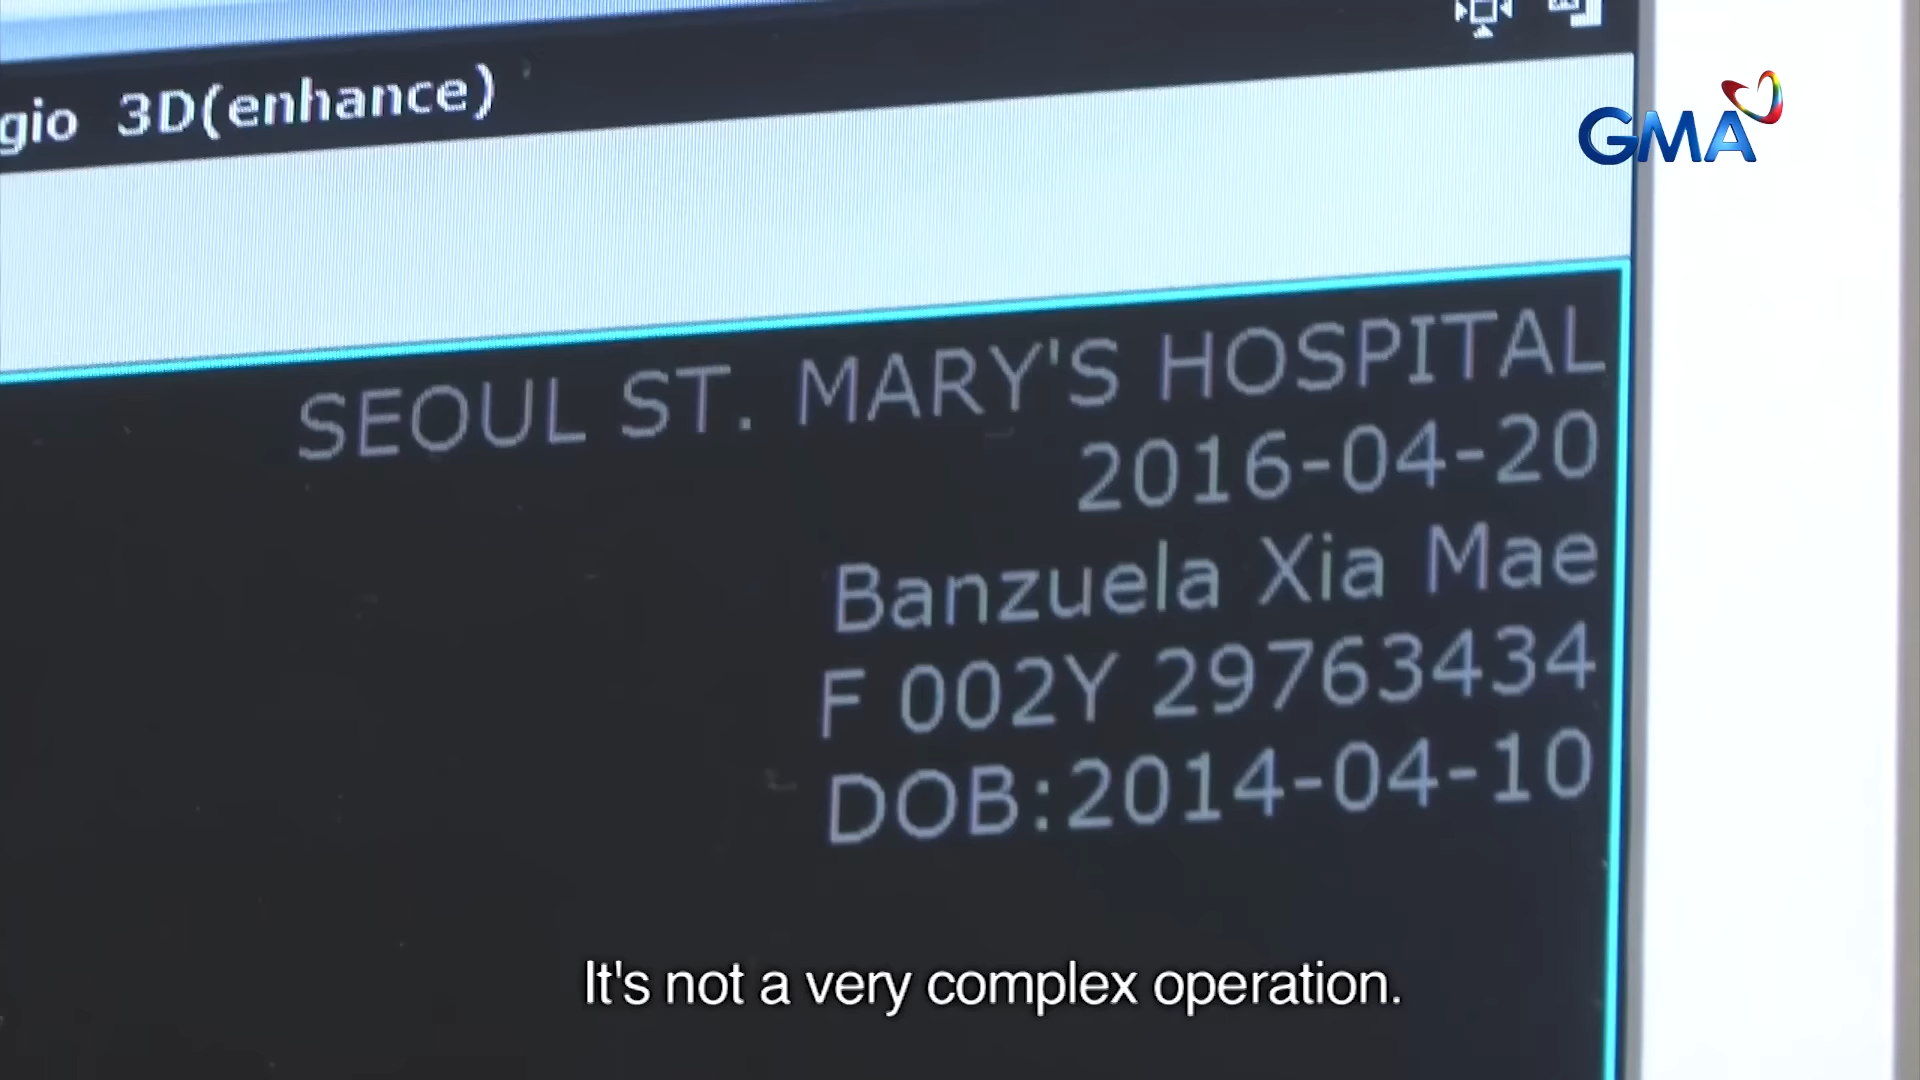 gio 3D(enhance)
GMA
SEOUL ST. MARY'S HOSPITAL
2016-04-20
Banzuela Xia Mae
F 002Y 29763434
DOB:2014-04-10
It's not a very complex operation.